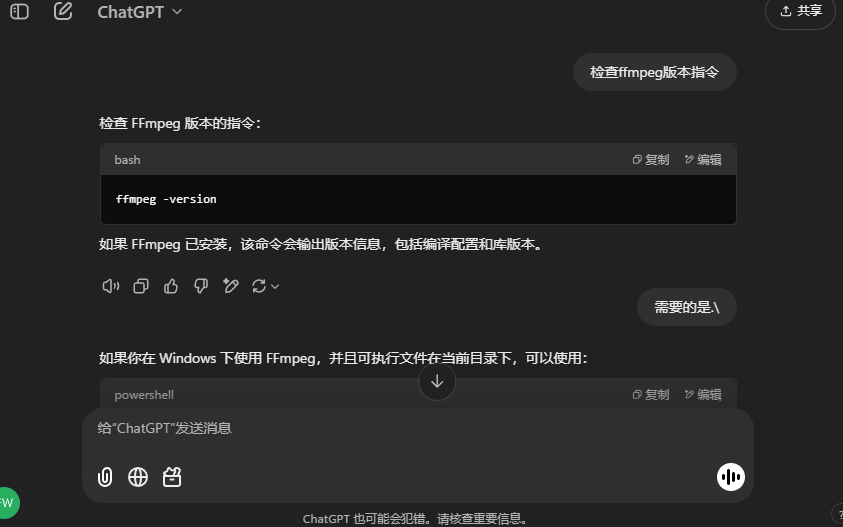 ChatGPT
共享
检查ffmpeg版本指令
检查 FFmpeg 版本的指令：
bash
复制 编辑
ffmpeg -version
如果 FFmpeg 已安装，该命令会输出版本信息，包括编译配置和库版本。
需要的是.\
如果你在 Windows 下使用 FFmpeg，并且可执行文件在当前目录下，可以使用：
powershell
复制 编辑
给“ChatGPT”发送消息
FW
ChatGPT 也可能会犯错。请核查重要信息。
?